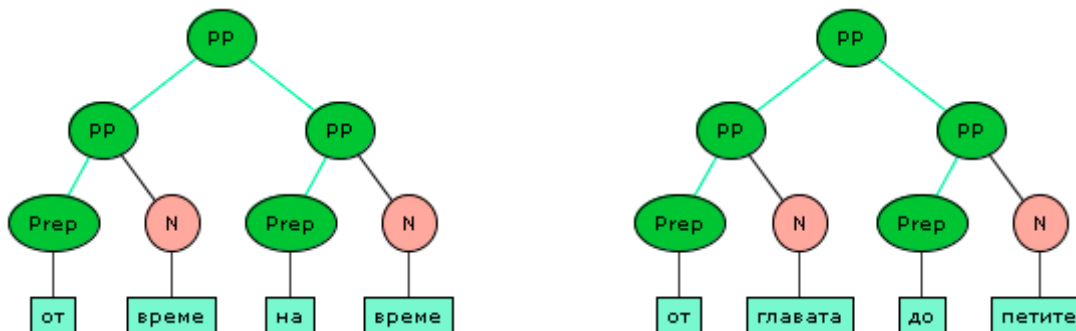 PP PP
PP PP PP PP
Prep N Prep N Prep N Prep N
от време на време от главата до петите